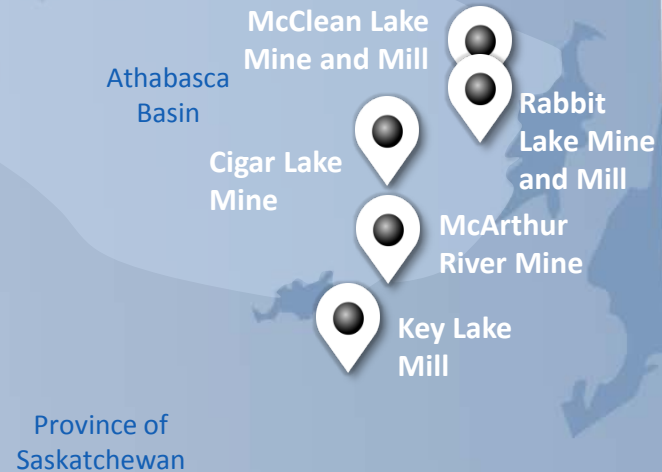 McClean Lake
Mine and Mill
Athabasca
Basin
Rabbit
Lake Mine
and Mill
Cigar Lake
Mine
McArthur
River Mine
Key Lake
Mill
Province of
Saskatchewan